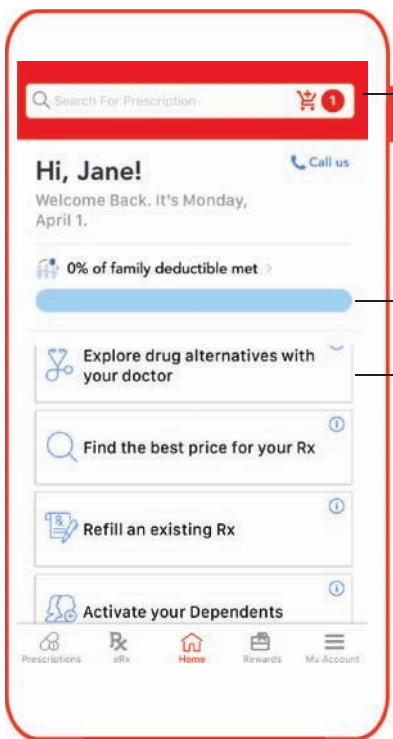 Search For Prescription
1
Hi, Jane!
Call us
Welcome Back. It's Monday,
April 1.
0% of family deductible met
Explore drug alternatives with
your doctor
Find the best price for your Rx
Refill an existing Rx
Activate your Dependents
Prescriptions
eRx
Home
Rewards
My Account